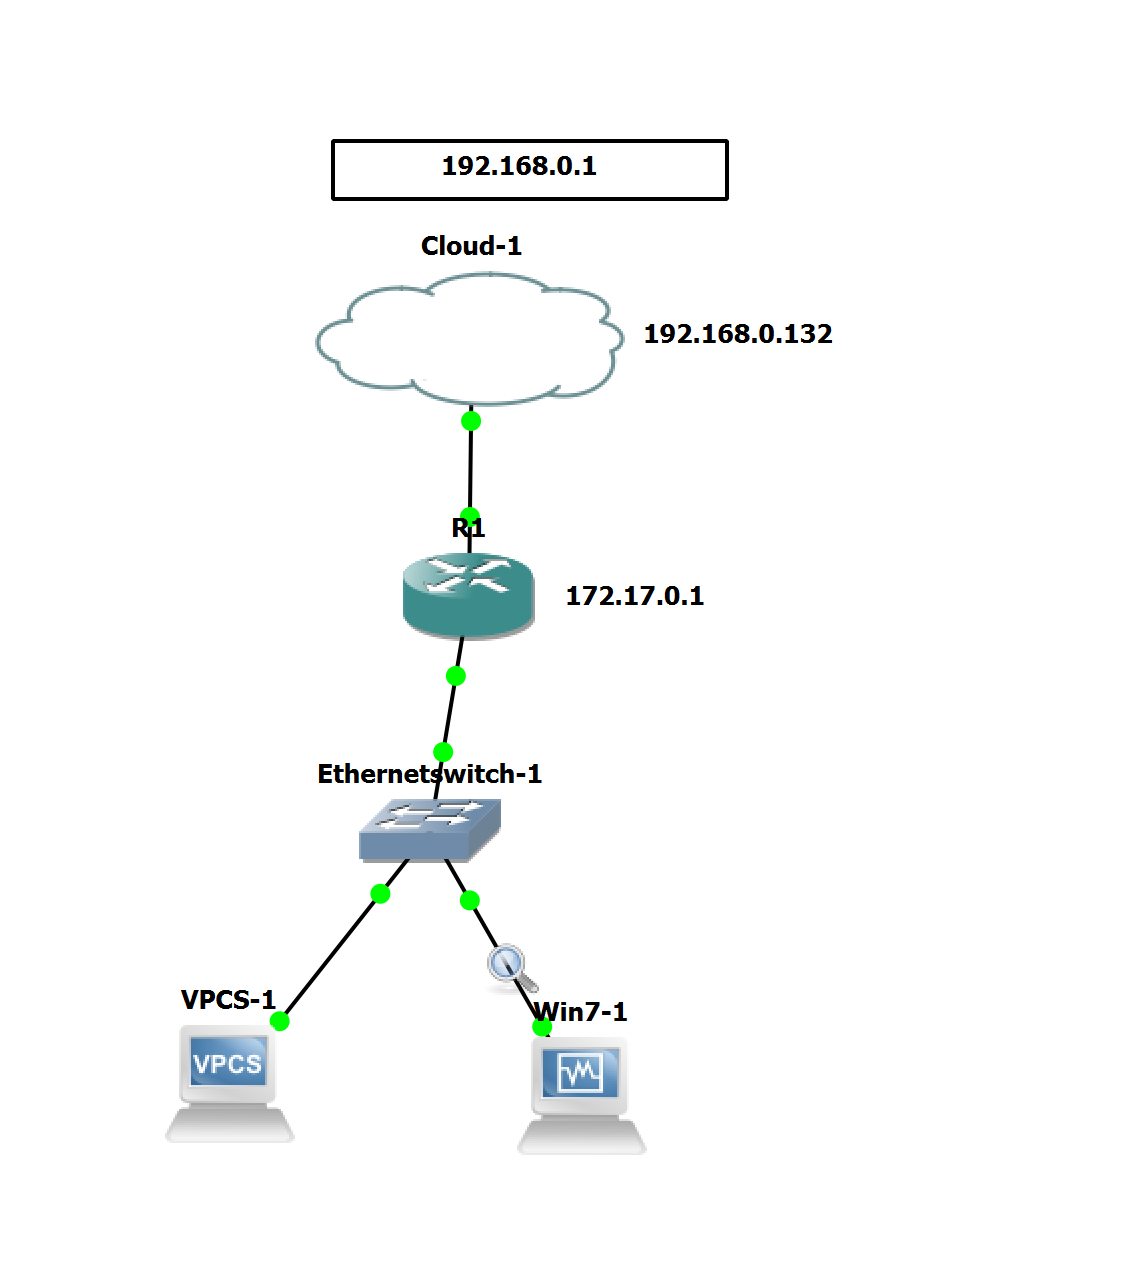 192.168.0.1
Cloud-1
192.168.0.132
R1
172.17.0.1
Ethernetswitch-1
VPCS-1
Win7-1
VPCS